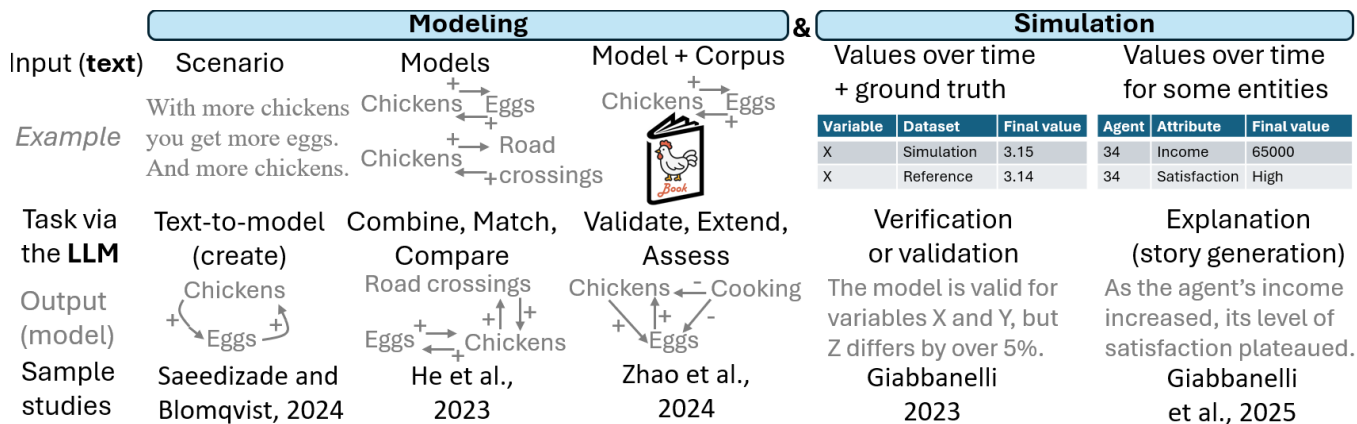 Modeling & Simulation
Input (text) Scenario Models Model + Corpus Values over time + ground truth Values over time for some entities
Example
With more chickens
you get more eggs.
And more chickens.
+
Chickens Eggs
+
+
Chickens Road
+crossings
+
Chickens Eggs
+
Book
Variable Dataset Final value
X Simulation 3.15
X Reference 3.14
Agent Attribute Final value
34 Income 65000
34 Satisfaction High
Task via
the LLM
Text-to-model
(create)
Combine, Match,
Compare
Validate, Extend,
Assess
Verification
or validation
Explanation
(story generation)
Output
(model)
Chickens
+ +
Eggs
Road crossings
+ +
Eggs + Chickens
+
Chickens - Cooking
+ + -
Eggs
The model is valid for
variables X and Y, but
Z differs by over 5%.
As the agent's income
increased, its level of
satisfaction plateaued.
Sample
studies
Saeedizade and
Blomqvist, 2024
He et al.,
2023
Zhao et al.,
2024
Giabbanelli
2023
Giabbanelli
et al., 2025